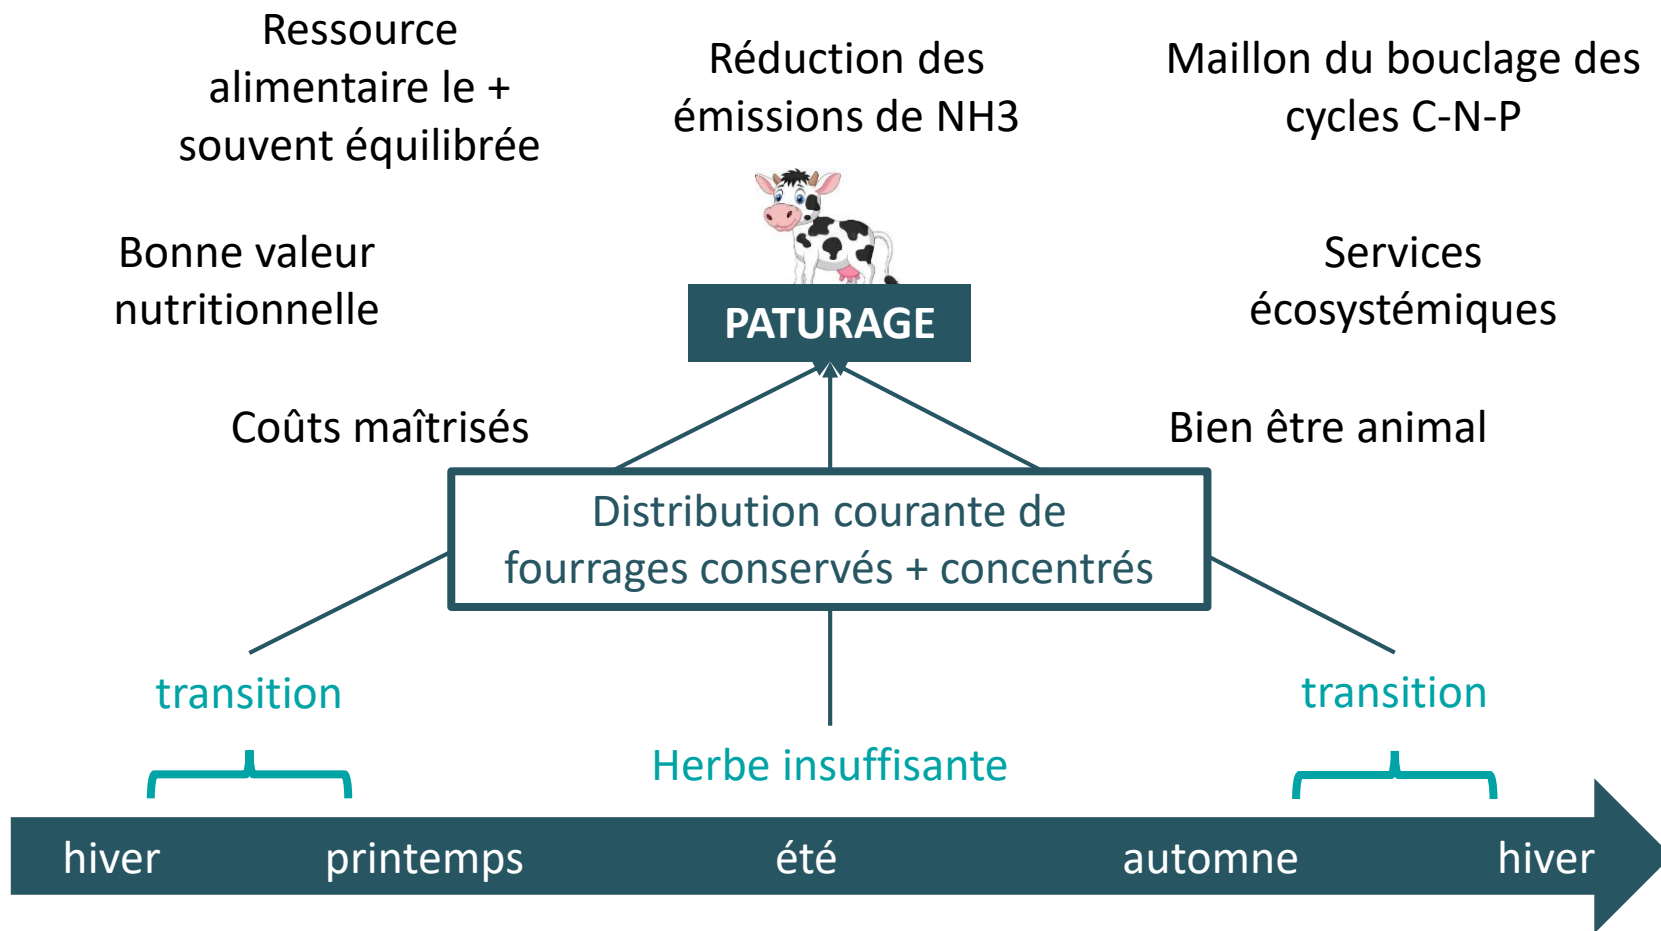 Ressource
alimentaire le +
souvent équilibrée
Réduction des
émissions de NH3
Maillon du bouclage des
cycles C-N-P
Bonne valeur
nutritionnelle
PATURAGE
Services
écosystémiques
Coûts maîtrisés
Bien être animal
Distribution courante de
fourrages conservés + concentrés
transition
transition
Herbe insuffisante
hiver
printemps
été
automne
hiver